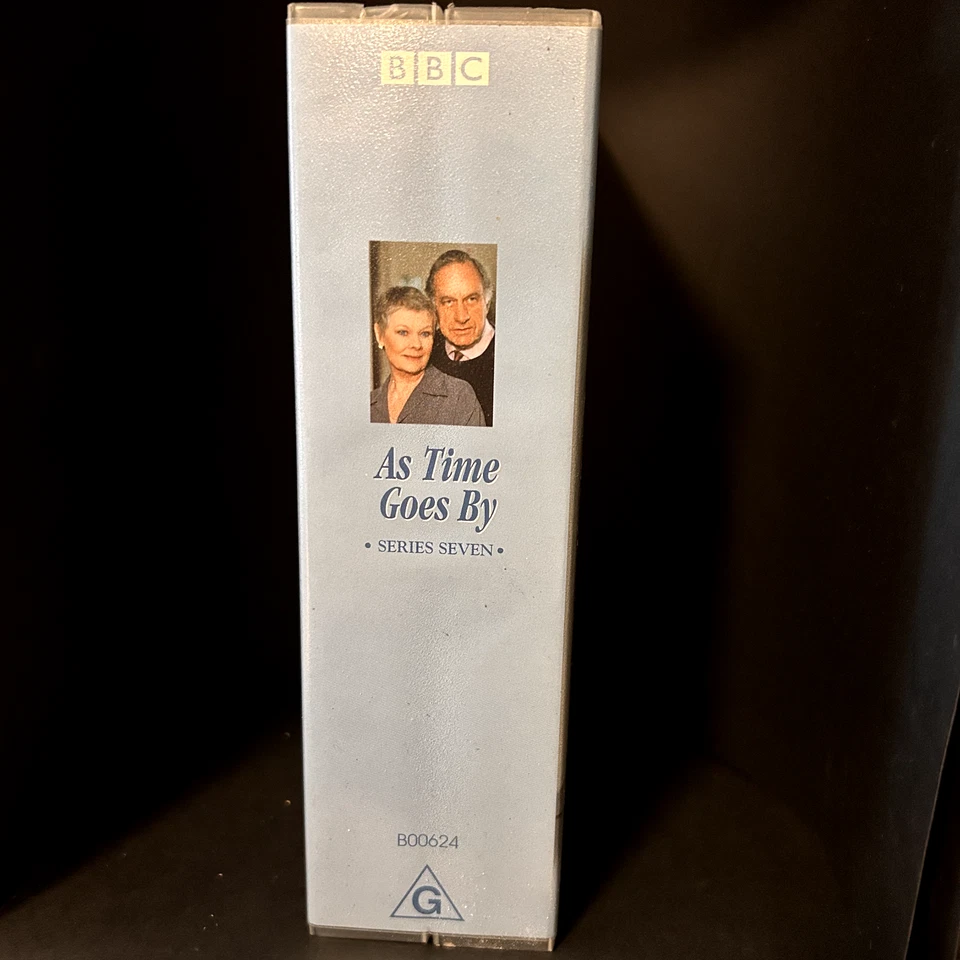 BBC
As Time
Goes By
• SERIES SEVEN •
B00624
G